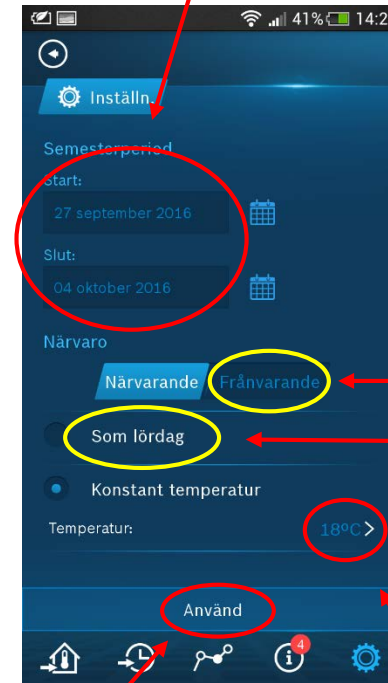 41% 14:2
Inställn.
Semesterperiod
Start:
27 september 2016
Slut:
04 oktober 2016
Närvaro
Närvarande Frånvarande
Som lördag
Konstant temperatur
Temperatur: 18°C >
Använd
4